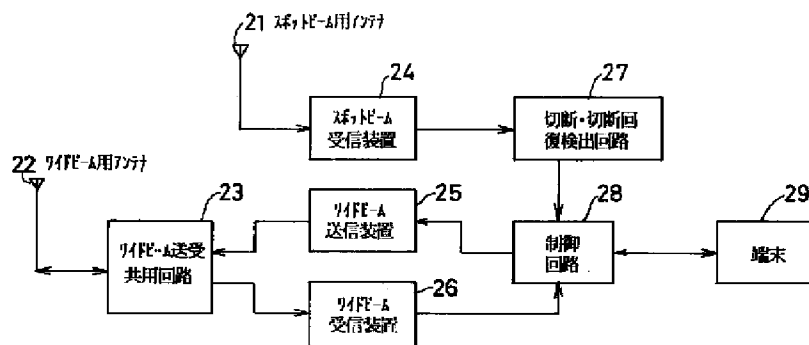 21 スポットビーム用アンテナ
24
スポットビーム
受信装置
27
切断・切断回
復検出回路
22 ワイドビーム用アンテナ
23
ワイドビーム送受
共用回路
25
ワイドビーム
送信装置
28
制御
回路
29
端末
26
ワイドビーム
受信装置